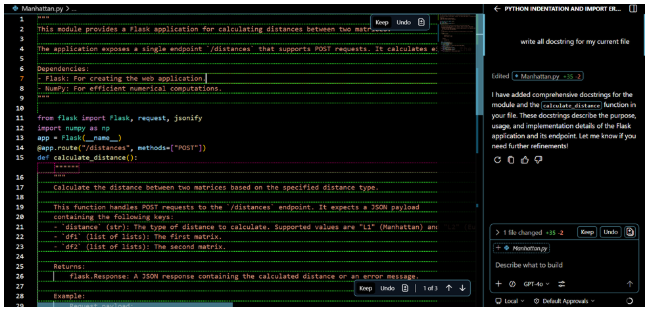 Manhattan.py > ...
PYTHON INDENTATION AND IMPORT ER...
Keep Undo
1 """
2 This module provides a Flask application for calculating distances between two
3
4 The application exposes a single endpoint `/distances` that supports POST requests. It calculates
5
6 Dependencies:
7 - Flask: For creating the web application.
8 - NumPy: For efficient numerical computations.
9 """
10
11 from flask import Flask, request, jsonify
12 import numpy as np
13 app = Flask(__name__)
14 @app.route("/distances", methods=["POST"])
15 def calculate_distance():
""""""
16 """
17 Calculate the distance between two matrices based on the specified distance type.
18
19 This function handles POST requests to the `/distances` endpoint. It expects a JSON payload
20 containing the following keys:
21 - `distance` (str): The type of distance to calculate. Supported values are "L1" (Manhattan) and
22 - `df1` (list of lists): The first matrix.
23 - `df2` (list of lists): The second matrix.
24
25 Returns:
26 flask.Response: A JSON response containing the calculated distance or an error message.
27
28 Example:
29 Request payload:
Keep Undo 1 of 3
write all docstring for my current file
Edited Manhattan.py +35 -2
I have added comprehensive docstrings for the
module and the calculate_distance function in
your file. These docstrings describe the purpose,
usage, and implementation details of the Flask
application and its endpoint. Let me know if you
need further refinements!
1 file changed +35 -2 Keep Undo
Manhattan.py
Describe what to build
GPT-4o
Local Default Approvals